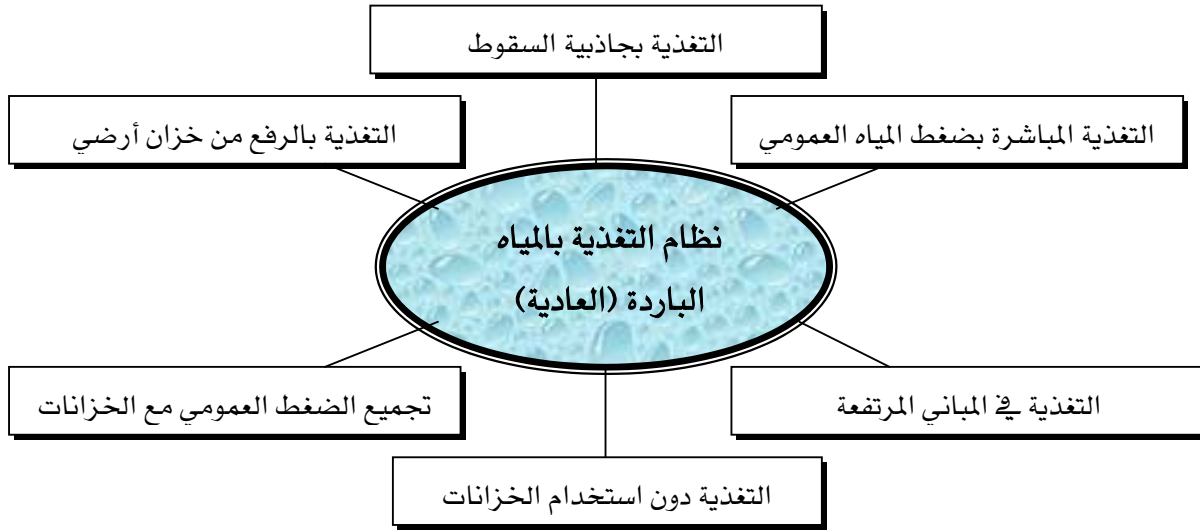 التغذية بجاذبية السقوط
التغذية المباشرة بضغط المياه العمومي
التغذية بالرفع من خزان أرضي
نظام التغذية بالمياه
الباردة (العادية)
التغذية في المباني المرتفعة
تجميع الضغط العمومي مع الخزانات
التغذية دون استخدام الخزانات